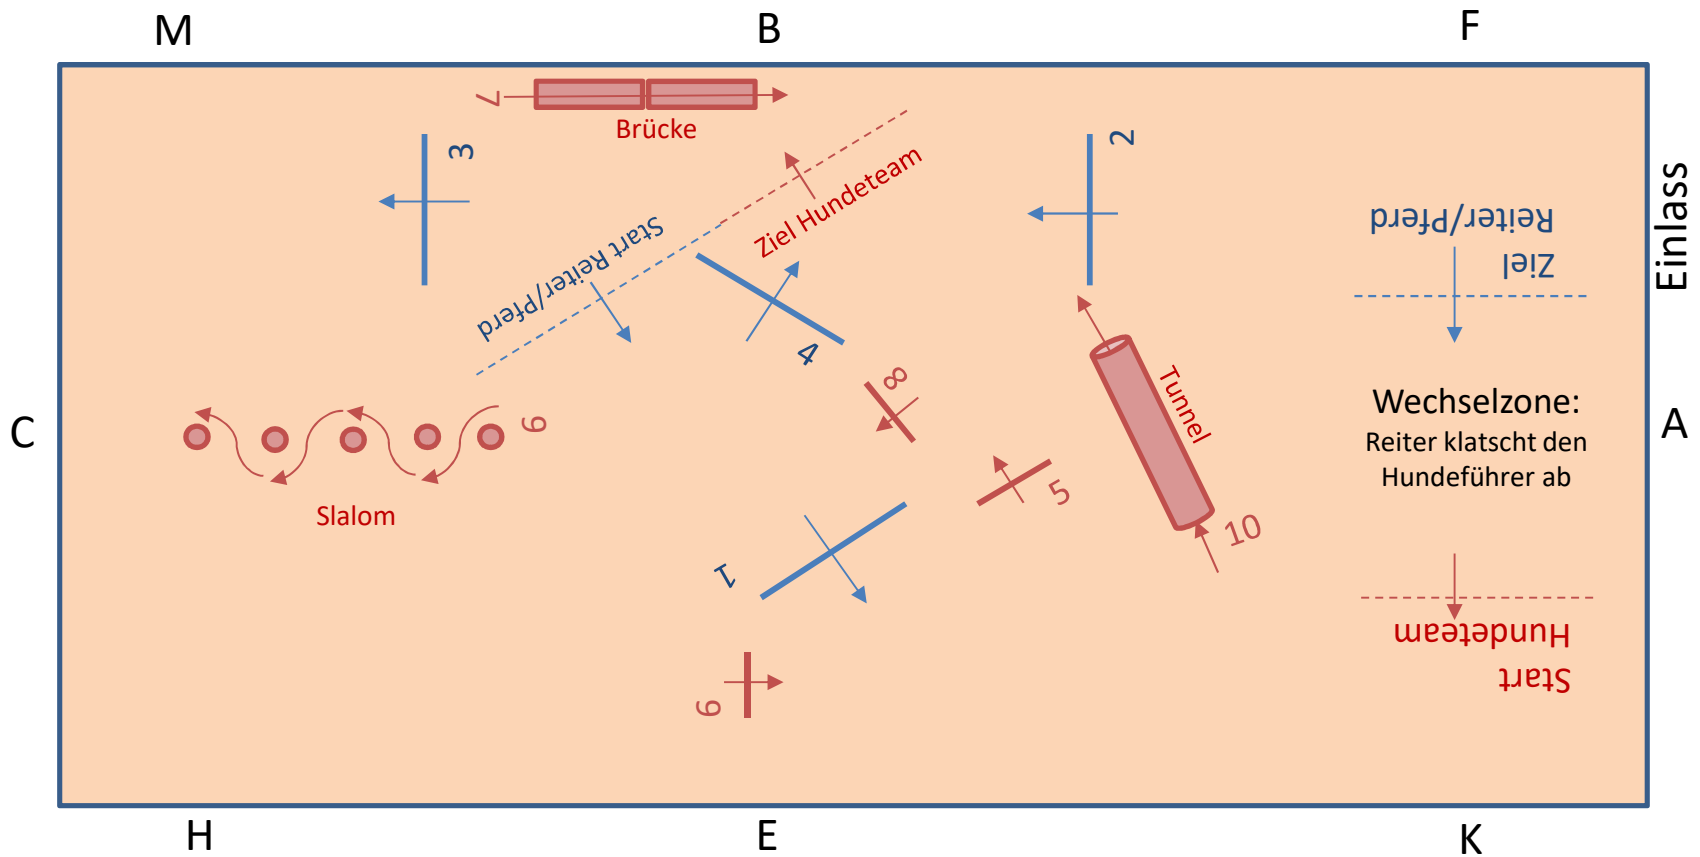 M
B
F
7
Brücke
3
2
Ziel Hundeteam
Start Reiter/Pferd
Einlass
Ziel
Reiter/Pferd
4
8
Tunnel
C
6
Slalom
5
10
1
9
Wechselzone:
Reiter klatscht den
Hundeführer ab
A
Start
Hundeteam
H
E
K